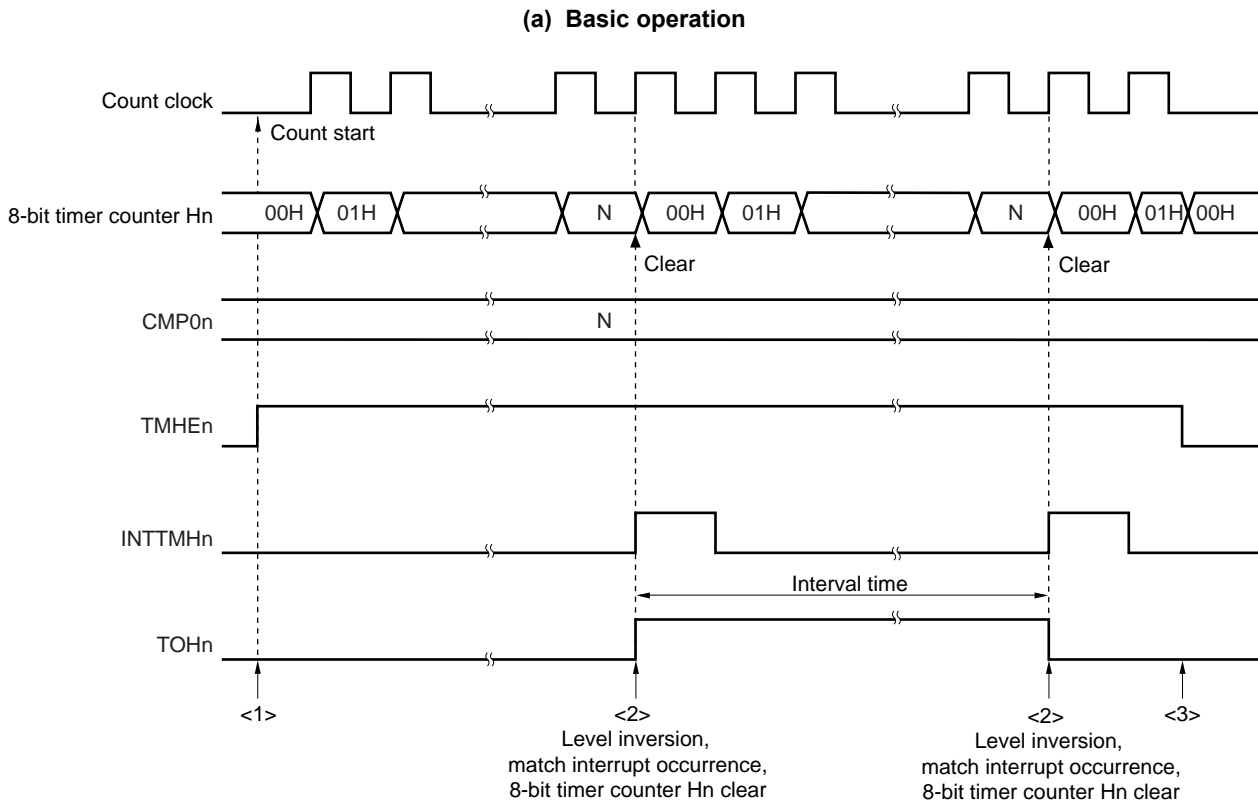 (a) Basic operation
Count clock
Count start
8-bit timer counter Hn
00H 01H N 00H 01H N 00H 01H 00H
Clear Clear
CMP0n
N
TMHEn
INTTMHn
Interval time
TOHn
<1> <2> <2> <3>
Level inversion,
match interrupt occurrence,
8-bit timer counter Hn clear
Level inversion,
match interrupt occurrence,
8-bit timer counter Hn clear